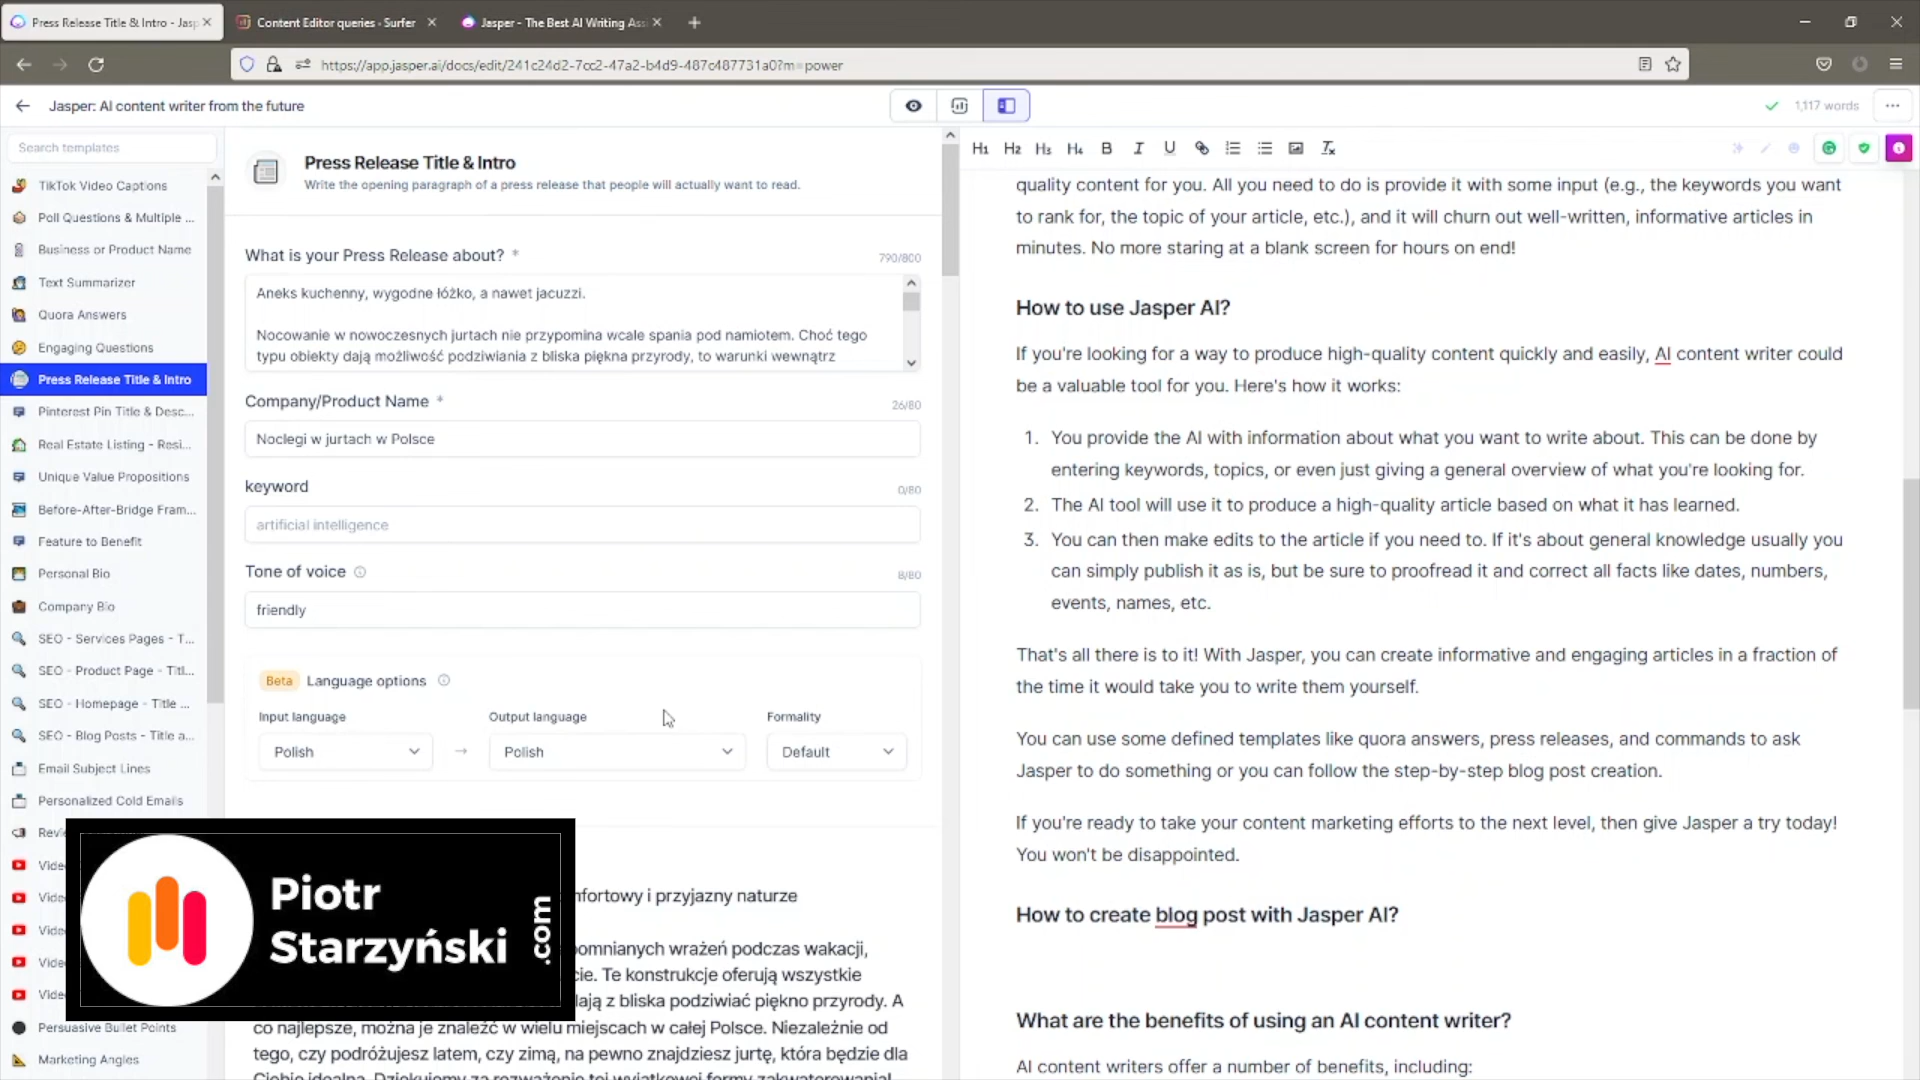 Press Release Title & Intro - Jasp
Content Editor queries · Surfer
Jasper - The Best AI Writing Ass
https://app.jasper.ai/docs/edit/241c24d2-7cc2-47a2-b4d9-487c487731a0?m=power
Jasper: AI content writer from the future
1,117 words
Search templates
TikTok Video Captions
Poll Questions & Multiple ...
Business or Product Name
Text Summarizer
Quora Answers
Engaging Questions
Press Release Title & Intro
Pinterest Pin Title & Desc...
Real Estate Listing - Resi...
Unique Value Propositions
Before-After-Bridge Fram...
Feature to Benefit
Personal Bio
Company Bio
SEO - Services Pages - T...
SEO - Product Page - Titl...
SEO - Homepage - Title ...
SEO - Blog Posts - Title a...
Email Subject Lines
Personalized Cold Emails
Persuasive Bullet Points
Marketing Angles
Press Release Title & Intro
Write the opening paragraph of a press release that people will actually want to read.
What is your Press Release about? *
790/800
Aneks kuchenny, wygodne łóżko, a nawet jacuzzi.
Nocowanie w nowoczesnych jurtach nie przypomina wcale spania pod namiotem. Choć tego
typu obiekty dają możliwość podziwiania z bliska piękna przyrody, to warunki wewnątrz
Company/Product Name *
26/80
Noclegi w jurtach w Polsce
keyword
0/80
artificial intelligence
Tone of voice
8/80
friendly
Beta Language options
Input language
Output language
Formality
Polish
→
Polish
Default
Piotr
Starzyński
.com
fortowy i przyjazny naturze
pomnianych wrażeń podczas wakacji,
cie. Te konstrukcje oferują wszystkie
z bliska podziwiać piękno przyrody. A
co najlepsze, można je znaleźć w wielu miejscach w całej Polsce. Niezależnie od
tego, czy podróżujesz latem, czy zimą, na pewno znajdziesz jurtę, która będzie dla
Ciebie idealna. Dziękujemy za rozważenie tej wyjątkowej formy zakwaterowania!
H1 H2 H3 H4 B I U
quality content for you. All you need to do is provide it with some input (e.g., the keywords you want
to rank for, the topic of your article, etc.), and it will churn out well-written, informative articles in
minutes. No more staring at a blank screen for hours on end!
How to use Jasper AI?
If you're looking for a way to produce high-quality content quickly and easily, AI content writer could
be a valuable tool for you. Here's how it works:
1. You provide the AI with information about what you want to write about. This can be done by
entering keywords, topics, or even just giving a general overview of what you're looking for.
2. The AI tool will use it to produce a high-quality article based on what it has learned.
3. You can then make edits to the article if you need to. If it's about general knowledge usually you
can simply publish it as is, but be sure to proofread it and correct all facts like dates, numbers,
events, names, etc.
That's all there is to it! With Jasper, you can create informative and engaging articles in a fraction of
the time it would take you to write them yourself.
You can use some defined templates like quora answers, press releases, and commands to ask
Jasper to do something or you can follow the step-by-step blog post creation.
If you're ready to take your content marketing efforts to the next level, then give Jasper a try today!
You won't be disappointed.
How to create blog post with Jasper AI?
What are the benefits of using an AI content writer?
AI content writers offer a number of benefits, including: